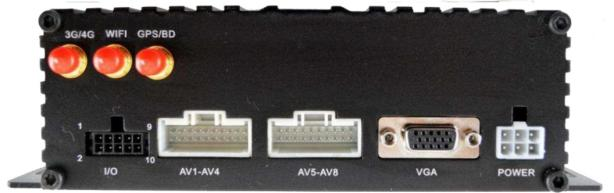 3G/4G WIFI GPS/BD
1 9
2 10
I/O AV1-AV4 AV5-AV8 VGA POWER